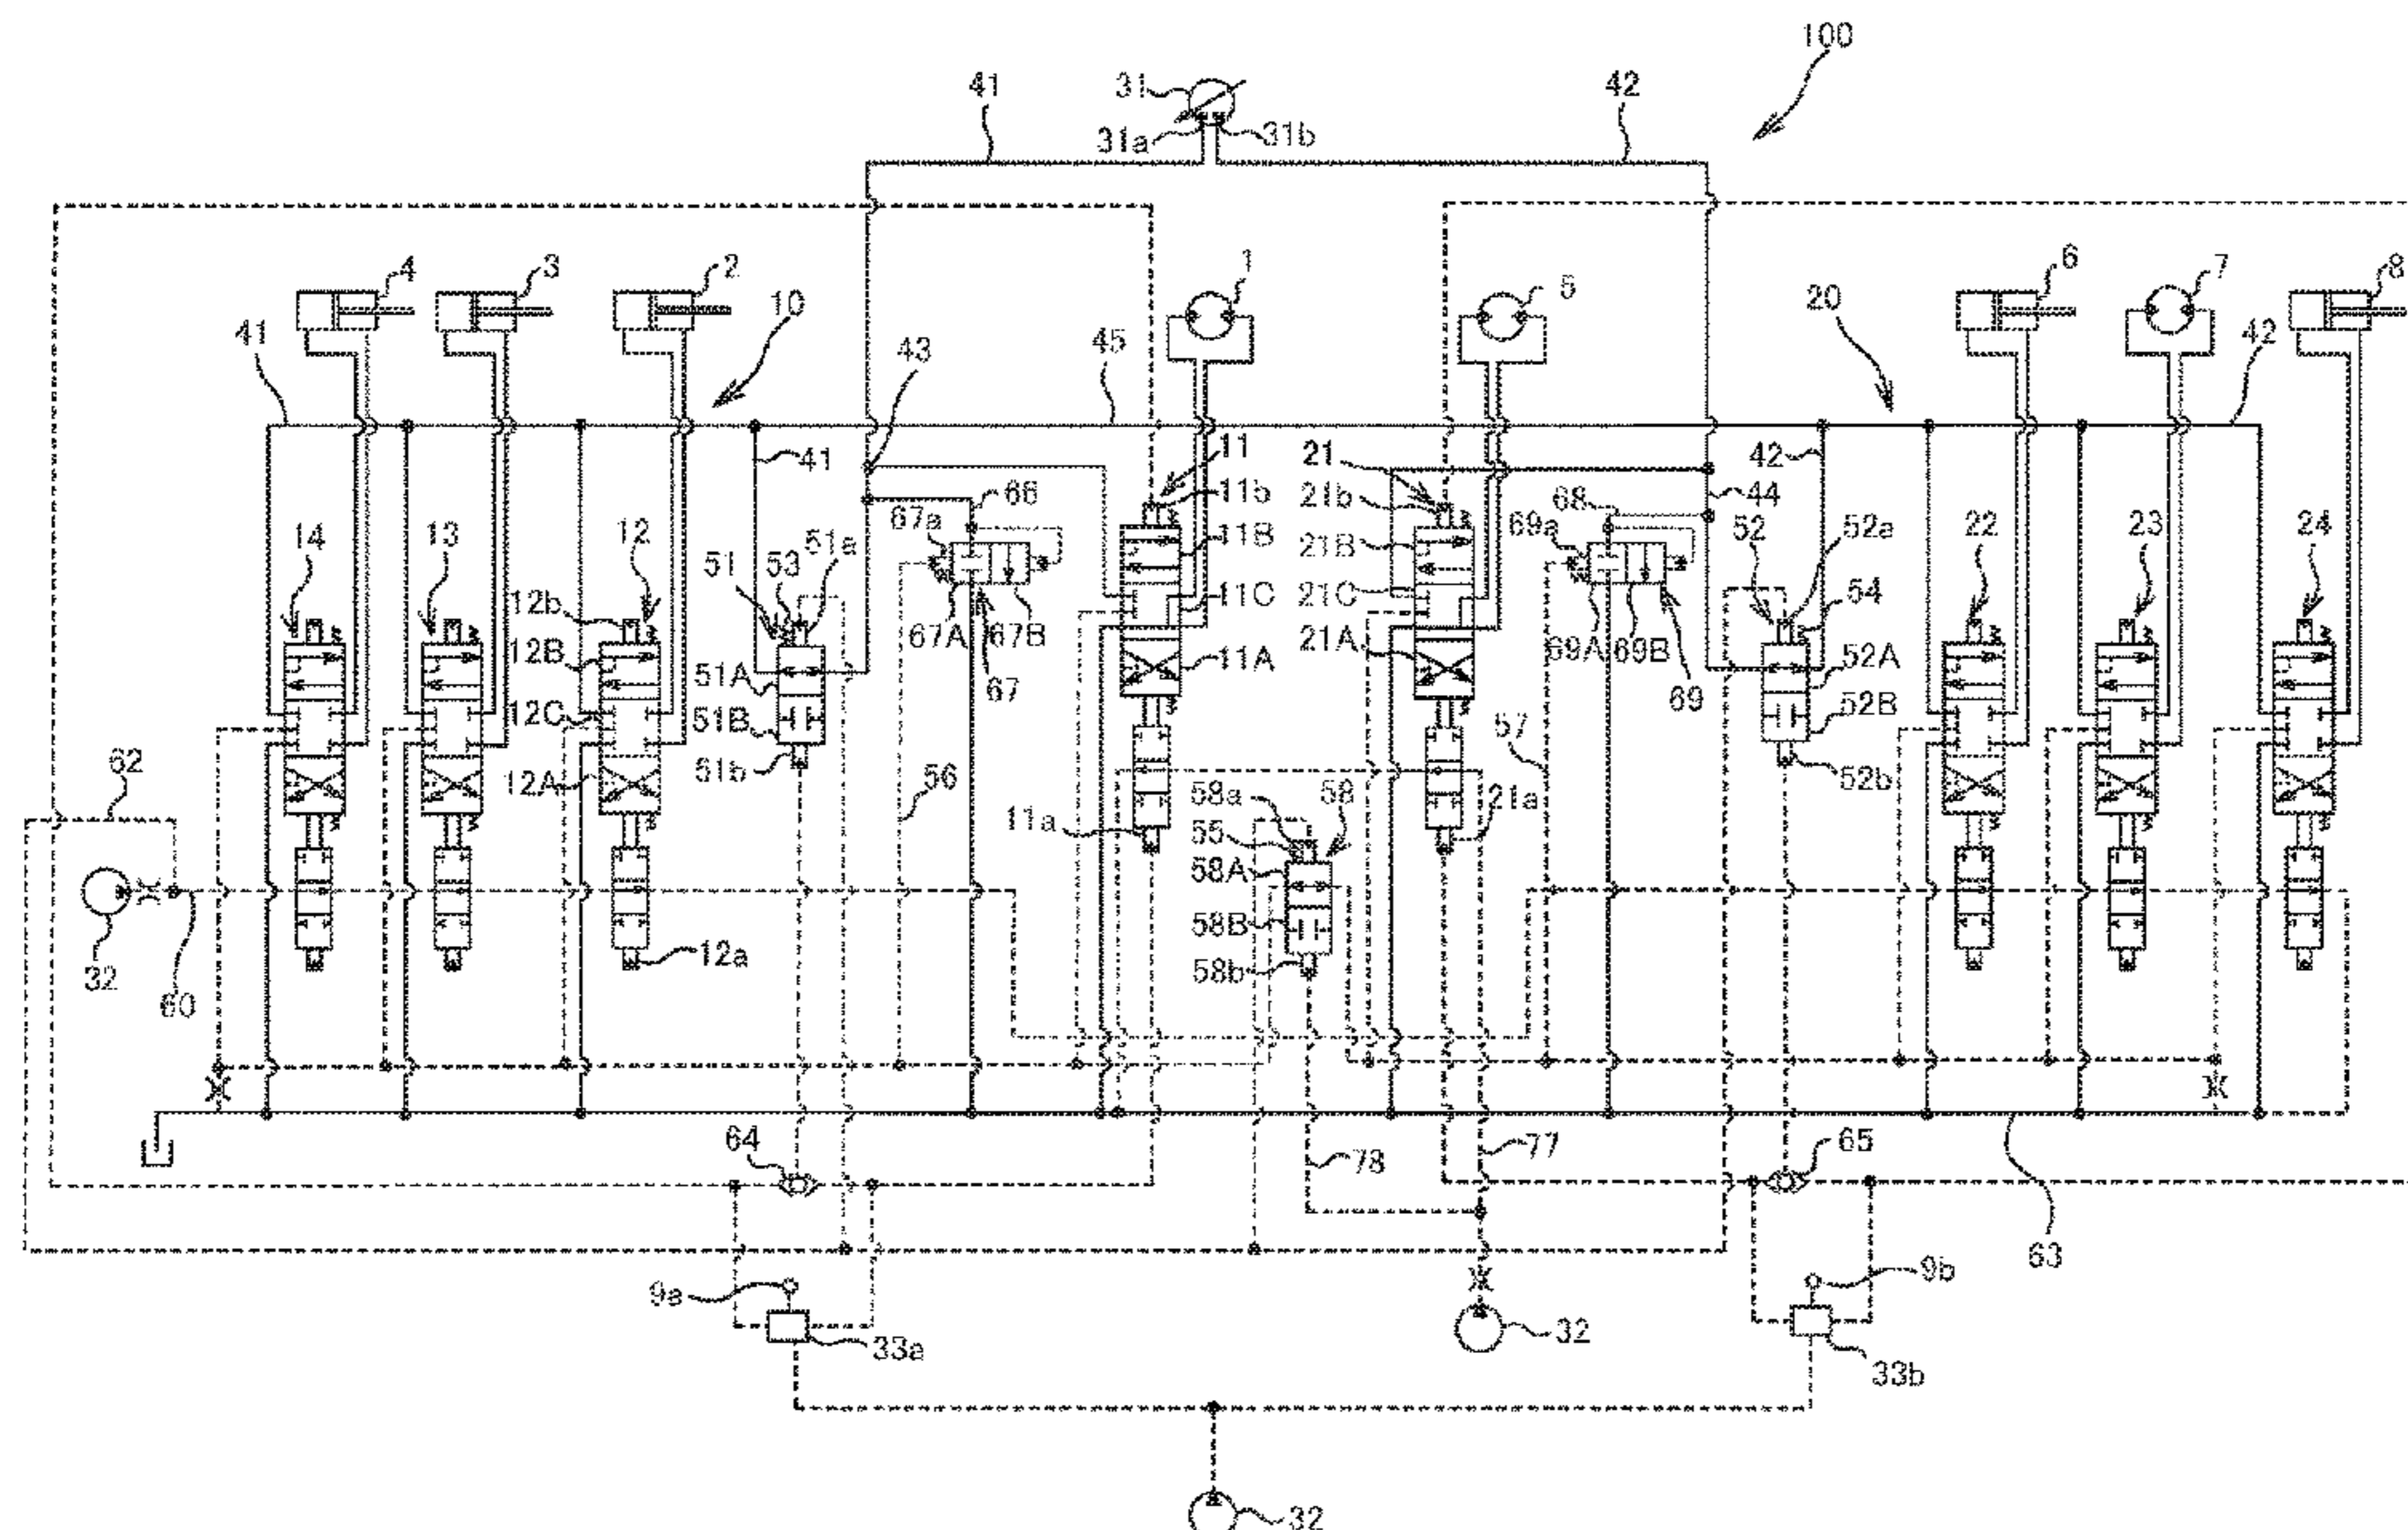 100
41
31
42
31a
31b
4
3
2
1
5
6
7
8
10
20
41
43
45
42
41
11
21
42
66
11b
21b
44
68
67a
69a
52a
14
13
12
51
53
51a
11B
21B
52
22
23
24
12b
11C
21C
54
12B
67A
67B
21A
69A
69B
51A
67
11A
69
52A
12C
51B
52B
57
62
12A
51b
56
58a
58
52b
11a
55
21a
58A
58B
12a
58b
32
60
64
78
77
65
63
9a
9b
33a
32
33b
32